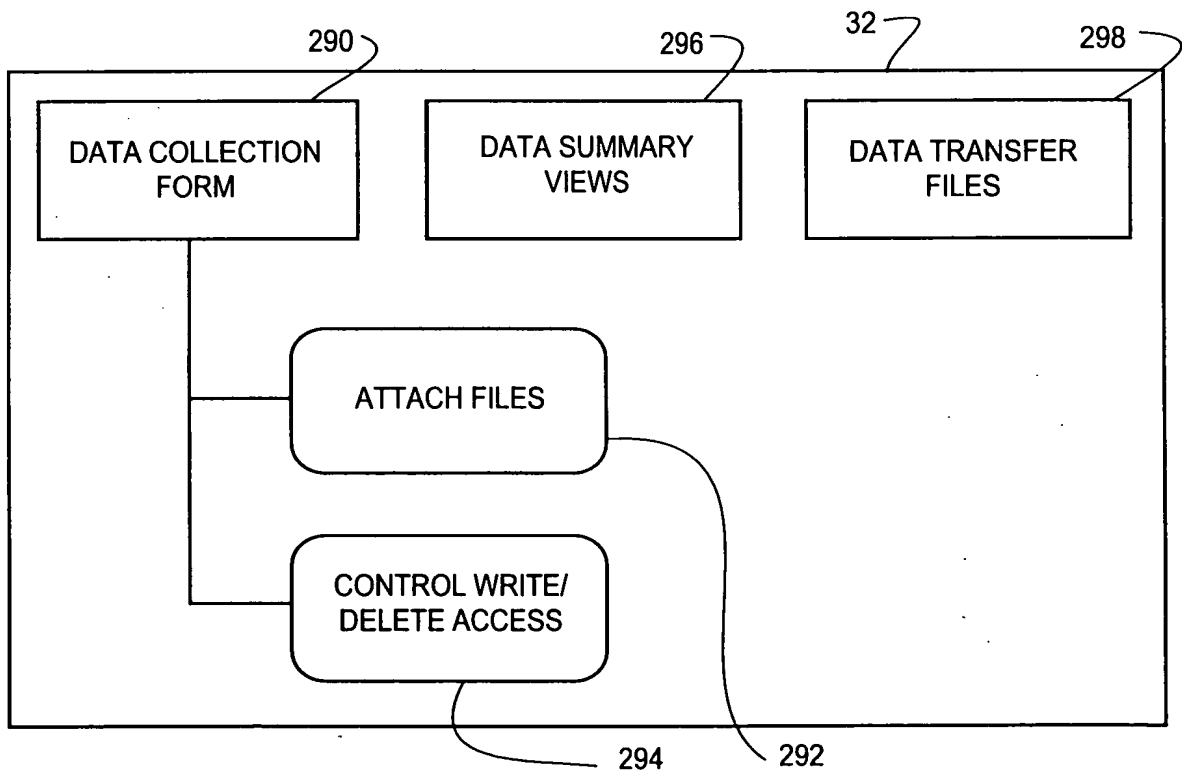 290
296
32
298
DATA COLLECTION
FORM
DATA SUMMARY
VIEWS
DATA TRANSFER
FILES
ATTACH FILES
CONTROL WRITE/
DELETE ACCESS
294
292